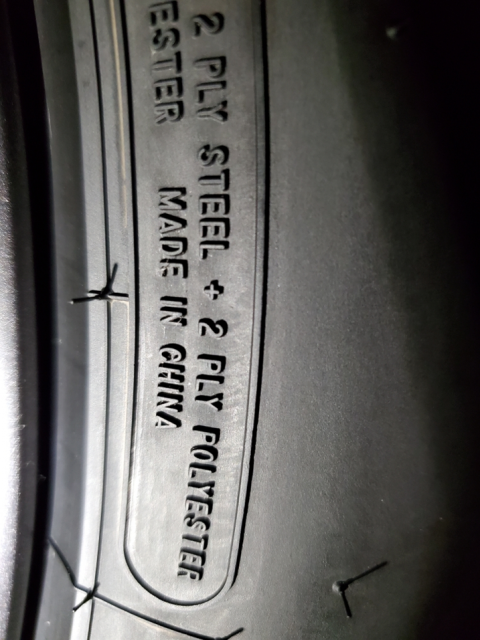 2 PLY STEEL + 2 PLY POLYESTER
ESTER MADE IN CHINA